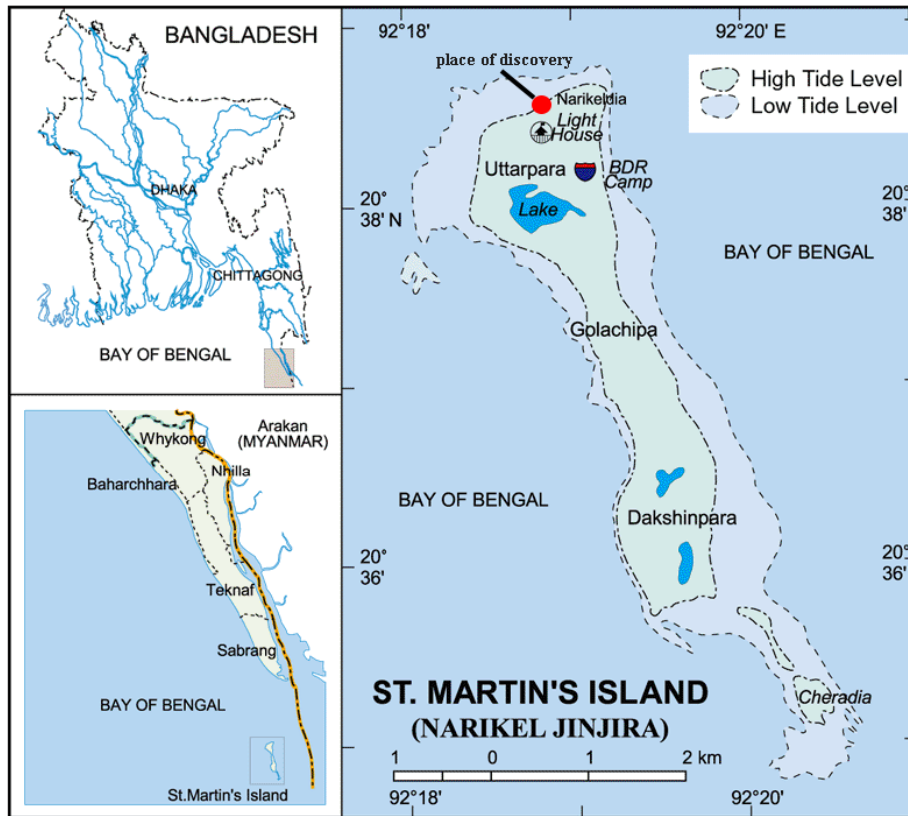 BANGLADESH
DHAKA
CHITTAGONG
BAY OF BENGAL
Whykong
Arakan
(MYANMAR)
Nhilla
Baharchhara
Teknaf
Sabrang
BAY OF BENGAL
St.Martin's Island
92°18'
92°20' E
place of discovery
High Tide Level
Low Tide Level
Narikeldia
Light
House
Uttarpara
BDR
Camp
20°
38' N
Lake
20°
38'
BAY OF BENGAL
Golachipa
BAY OF BENGAL
Dakshinpara
20°
36'
20°
36'
Cheradia
ST. MARTIN'S ISLAND
(NARIKEL JINJIRA)
1 0 1 2 km
92°18'
92°20'